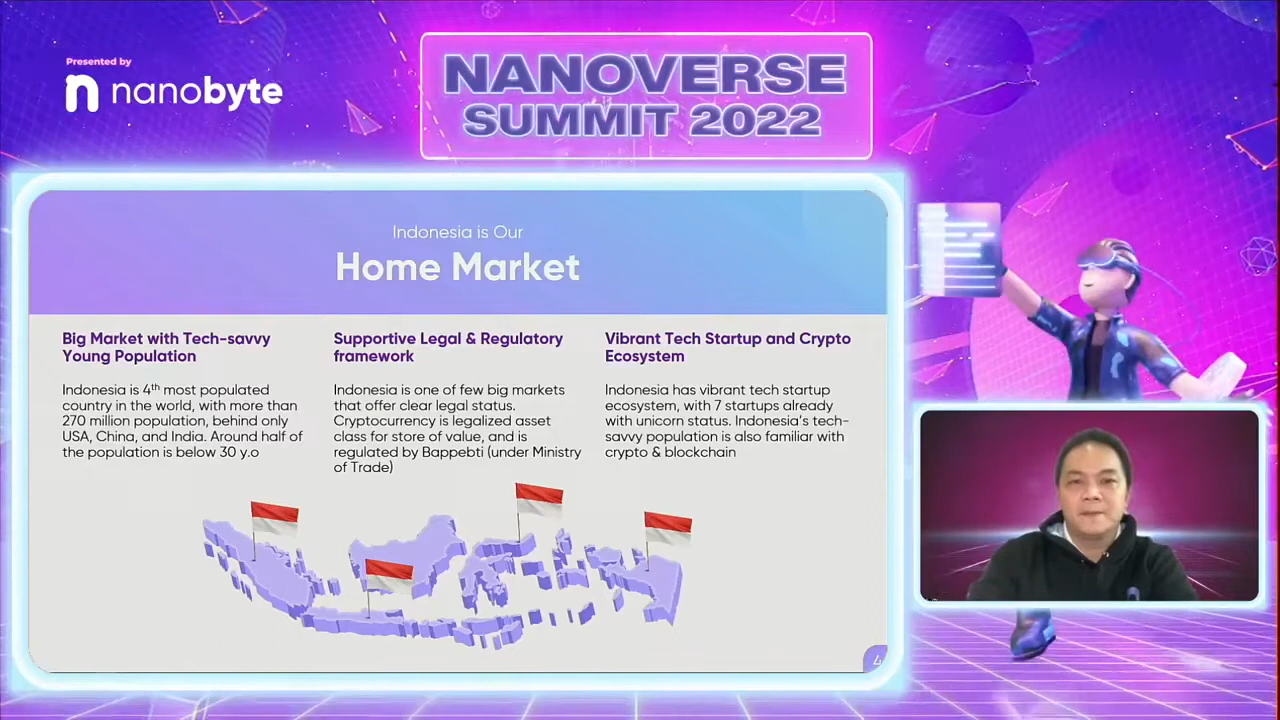 Presented by
nanobyte
NANOVERSE
SUMMIT 2022
Indonesia is Our
Home Market
Big Market with Tech-savvy
Young Population
Indonesia is 4th most populated
country in the world, with more than
270 million population, behind only
USA, China, and India. Around half of
the population is below 30 y.o
Supportive Legal & Regulatory
framework
Indonesia is one of few big markets
that offer clear legal status.
Cryptocurrency is legalized asset
class for store of value, and is
regulated by Bappebti (under Ministry
of Trade)
Vibrant Tech Startup and Crypto
Ecosystem
Indonesia has vibrant tech startup
ecosystem, with 7 startups already
with unicorn status. Indonesia's tech-
savvy population is also familiar with
crypto & blockchain